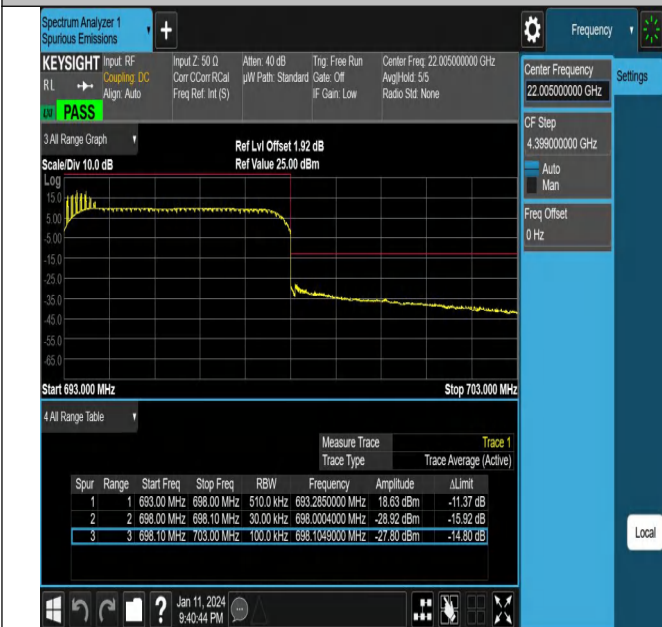 Spectrum Analyzer 1
Spurious Emissions
+
Frequency
KEYSIGHT Input: RF Input Z: 50 Ω Atten: 40 dB Trig: Free Run Center Freq: 22.005000000 GHz
RL Coupling: DC Corr CCorr RCal µW Path: Standard Gate: Off Avg|Hold: 5/5
Align: Auto Freq Ref: Int (S) IF Gain: Low Radio Std: None
PASS
Center Frequency
22.005000000 GHz
Settings
CF Step
4.399000000 GHz
Auto
Man
Freq Offset
0 Hz
3 All Range Graph
Ref Lvl Offset 1.92 dB
Scale/Div 10.0 dB Ref Value 25.00 dBm
Log
15.0
5.00
-5.00
-15.0
-25.0
-35.0
-45.0
-55.0
-65.0
Start 693.000 MHz Stop 703.000 MHz
4 All Range Table
Measure Trace Trace 1
Trace Type Trace Average (Active)
Spur Range Start Freq Stop Freq RBW Frequency Amplitude ΔLimit
1 1 693.00 MHz 698.00 MHz 510.0 kHz 693.2850000 MHz 18.63 dBm -11.37 dB
2 2 698.00 MHz 698.10 MHz 30.00 kHz 698.0004000 MHz -28.92 dBm -15.92 dB
3 3 698.10 MHz 703.00 MHz 100.0 kHz 698.1049000 MHz -27.80 dBm -14.80 dB
Local
? Jan 11, 2024
9:40:44 PM